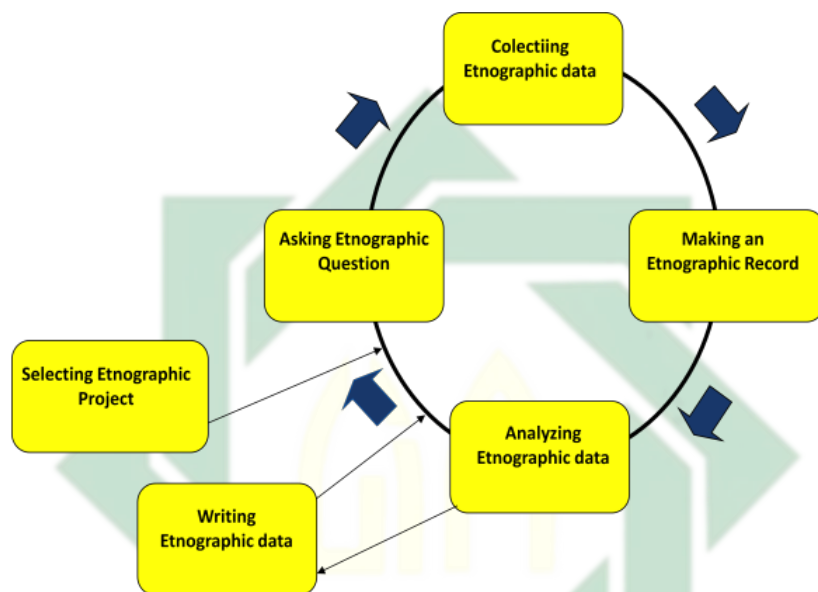 Colectiing
Etnographic data
Asking Etnographic
Question
Making an
Etnographic Record
Selecting Etnographic
Project
Analyzing
Etnographic data
Writing
Etnographic data